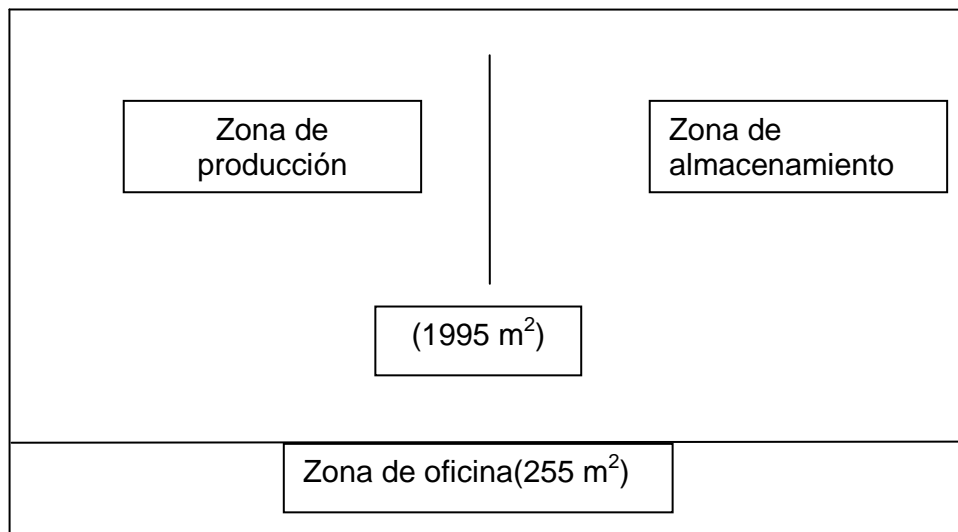 Zona de
producción
Zona de
almacenamiento
(1995 m²)
Zona de oficina(255 m²)